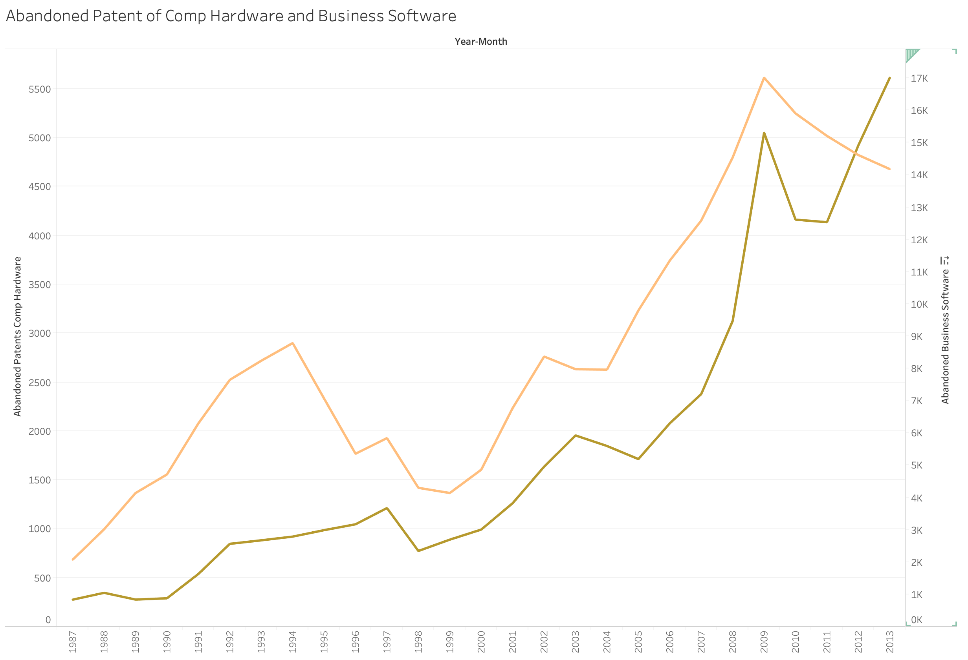 Abandoned Patent of Comp Hardware and Business Software
Year-Month
Abandoned Patents Comp Hardware
5500
5000
4500
4000
3500
3000
2500
2000
1500
1000
500
0
17K
16K
15K
14K
13K
12K
11K
10K
9K
8K
7K
6K
5K
4K
3K
2K
1K
0K
Abandoned Business Software
1987
1988
1989
1990
1991
1992
1993
1994
1995
1996
1997
1998
1999
2000
2001
2002
2003
2004
2005
2006
2007
2008
2009
2010
2011
2012
2013